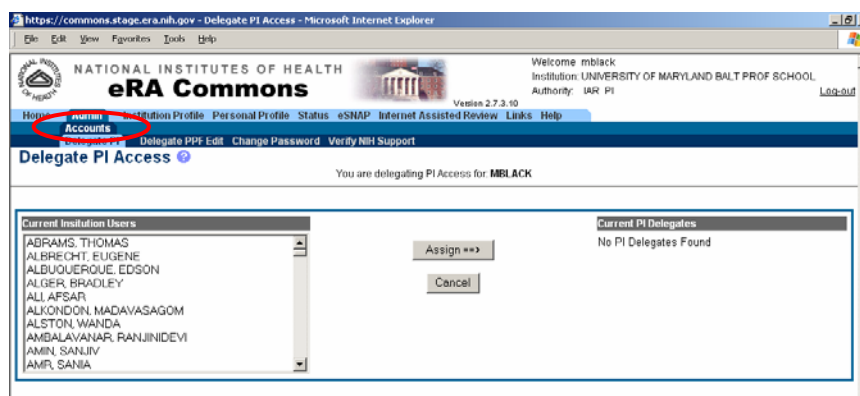 https://commons.stage.era.nih.gov - Delegate PI Access - Microsoft Internet Explorer
File Edit View Favorites Tools Help
NATIONAL INSTITUTES OF HEALTH
eRA Commons
Version 2.7.3.10
Welcome mblack
Institution: UNIVERSITY OF MARYLAND BALT PROF SCHOOL
Authority: IAR PI
Log-out
Home Admin Institution Profile Personal Profile Status eSNAP Internet Assisted Review Links Help
Accounts
Delegate PI Delegate PPF Edit Change Password Verify NIH Support
Delegate PI Access ?
You are delegating PI Access for: MBLACK
Current Insitution Users
ABRAMS, THOMAS
ALBRECHT, EUGENE
ALBUQUERQUE, EDSON
ALGER, BRADLEY
ALI, AFSAR
ALKONDON, MADAVASAGOM
ALSTON, WANDA
AMBALAVANAR, RANJINIDEVI
AMIN, SANJIV
AMR, SANIA
Assign ==>
Cancel
Current PI Delegates
No PI Delegates Found